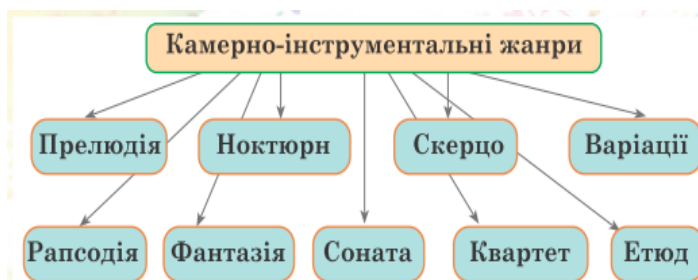 Камерно-інструментальні жанри
Прелюдія Ноктюрн Скерцо Варіації
Рапсодія Фантазія Соната Квартет Етюд